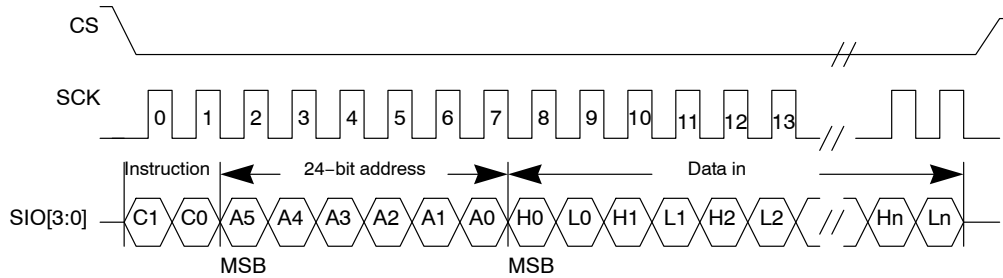 CS
SCK
0 1 2 3 4 5 6 7 8 9 10 11 12 13
Instruction 24−bit address Data in
SIO[3:0] C1 C0 A5 A4 A3 A2 A1 A0 H0 L0 H1 L1 H2 L2 Hn Ln
MSB MSB